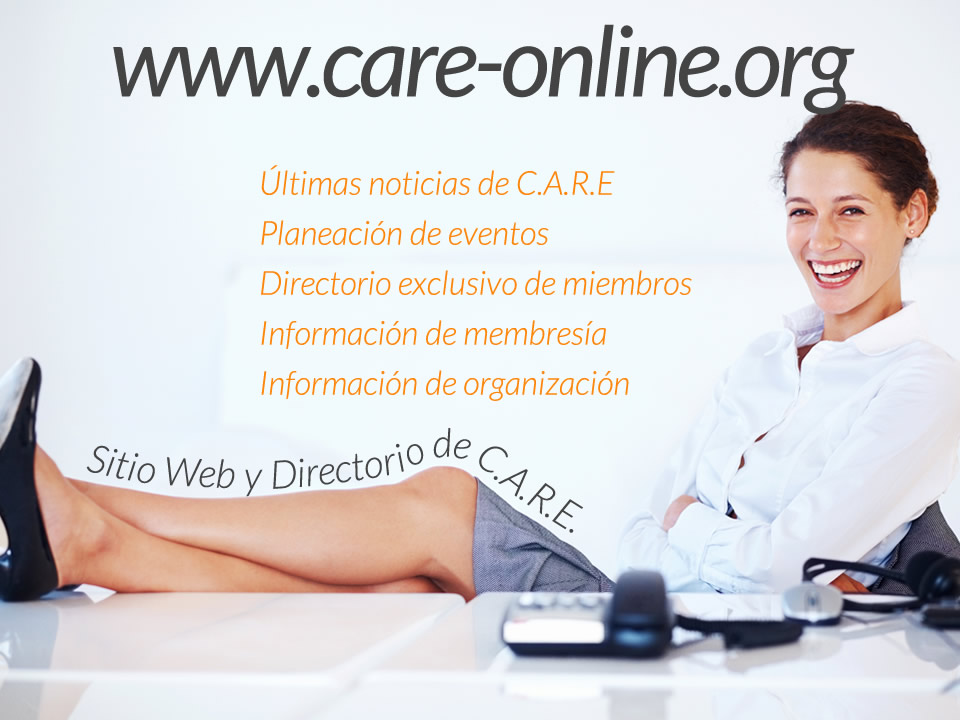 www.care-online.org
Últimas noticias de C.A.R.E
Planeación de eventos
Directorio exclusivo de miembros
Información de membresía
Información de organización
Sitio Web y Directorio de C.A.R.E.